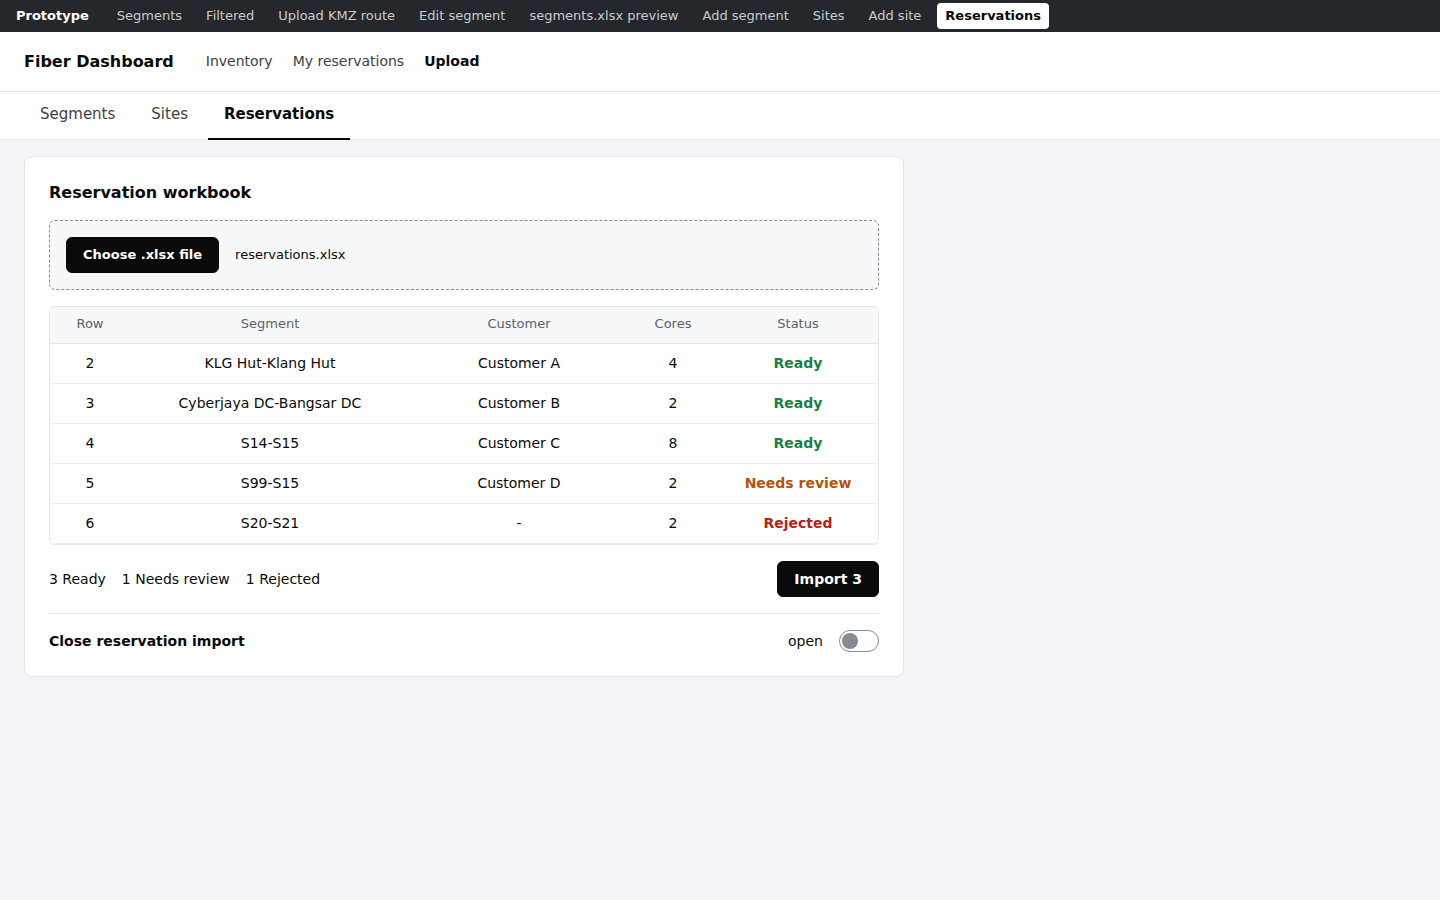 Prototype Segments Filtered Upload KMZ route Edit segment segments.xlsx preview Add segment Sites Add site Reservations
Fiber Dashboard Inventory My reservations Upload
Segments Sites Reservations
Reservation workbook
Choose .xlsx file reservations.xlsx
Row Segment Customer Cores Status
2 KLG Hut-Klang Hut Customer A 4 Ready
3 Cyberjaya DC-Bangsar DC Customer B 2 Ready
4 S14-S15 Customer C 8 Ready
5 S99-S15 Customer D 2 Needs review
6 S20-S21 - 2 Rejected
3 Ready 1 Needs review 1 Rejected Import 3
Close reservation import open